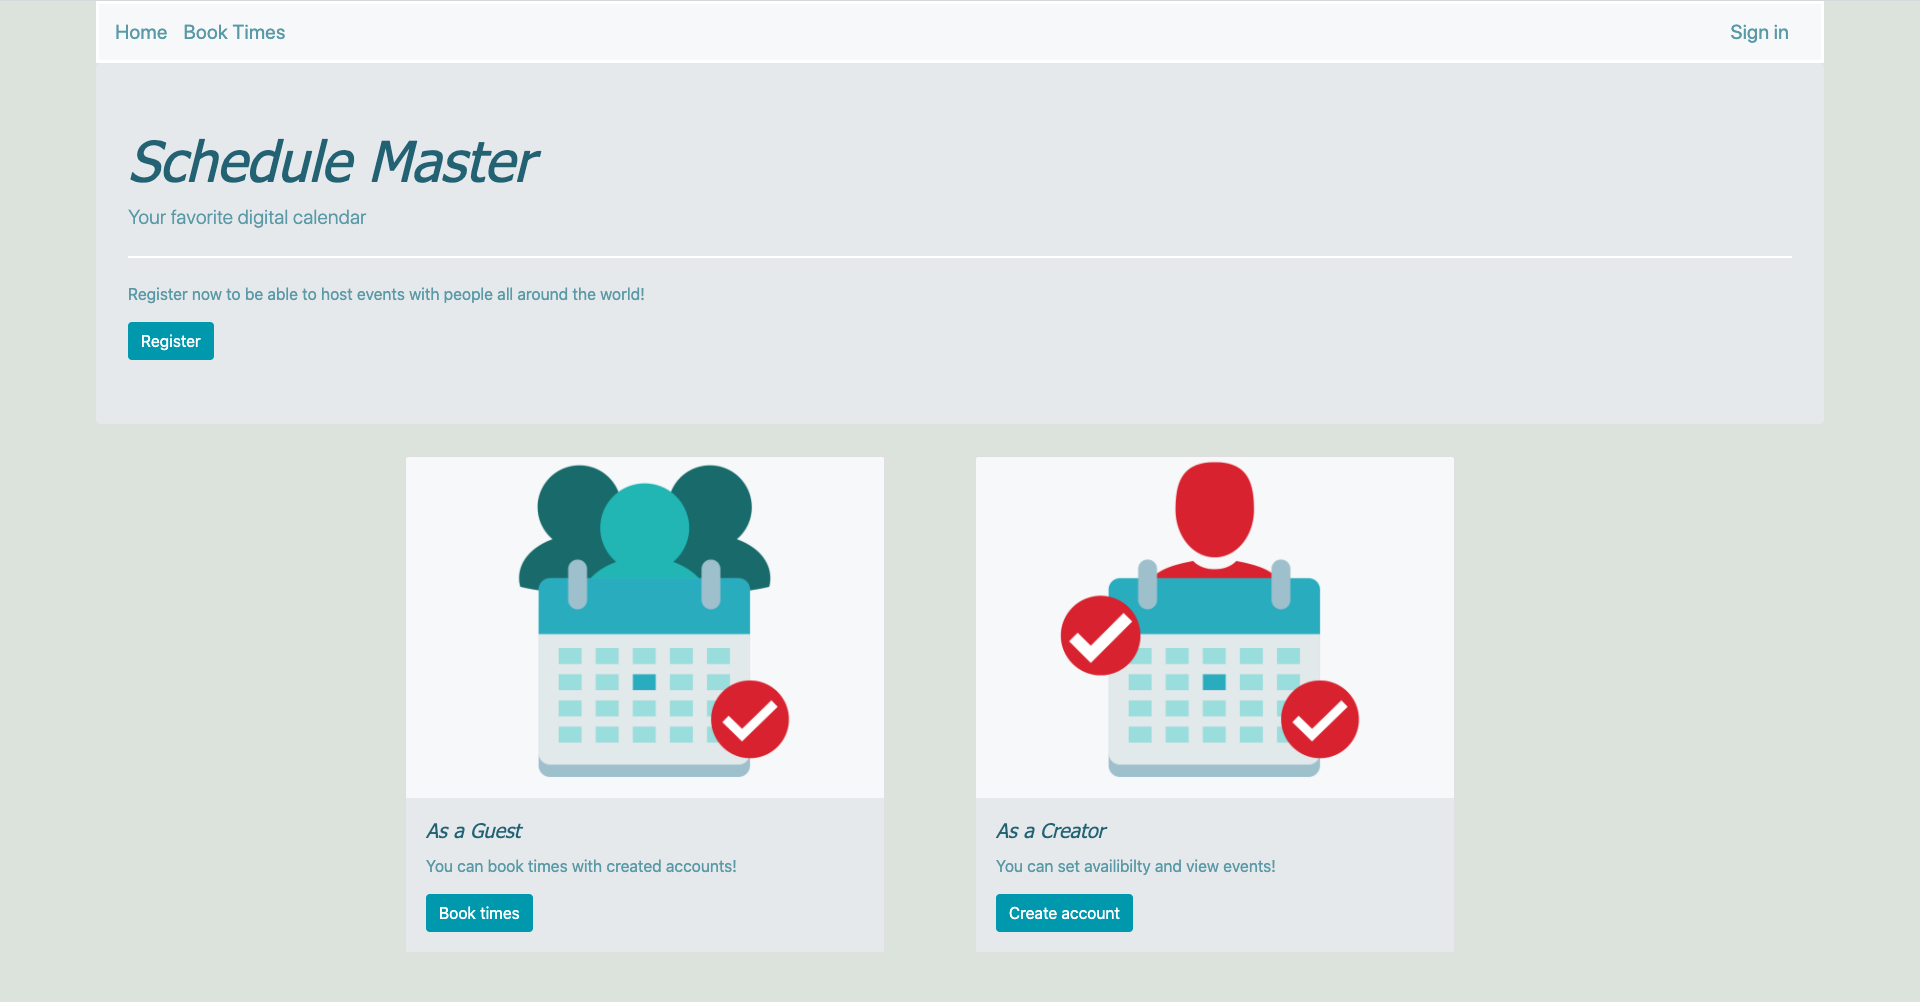 Home Book Times Sign in
Schedule Master
Your favorite digital calendar
Register now to be able to host events with people all around the world!
Register
As a Guest
You can book times with created accounts!
Book times
As a Creator
You can set availibilty and view events!
Create account